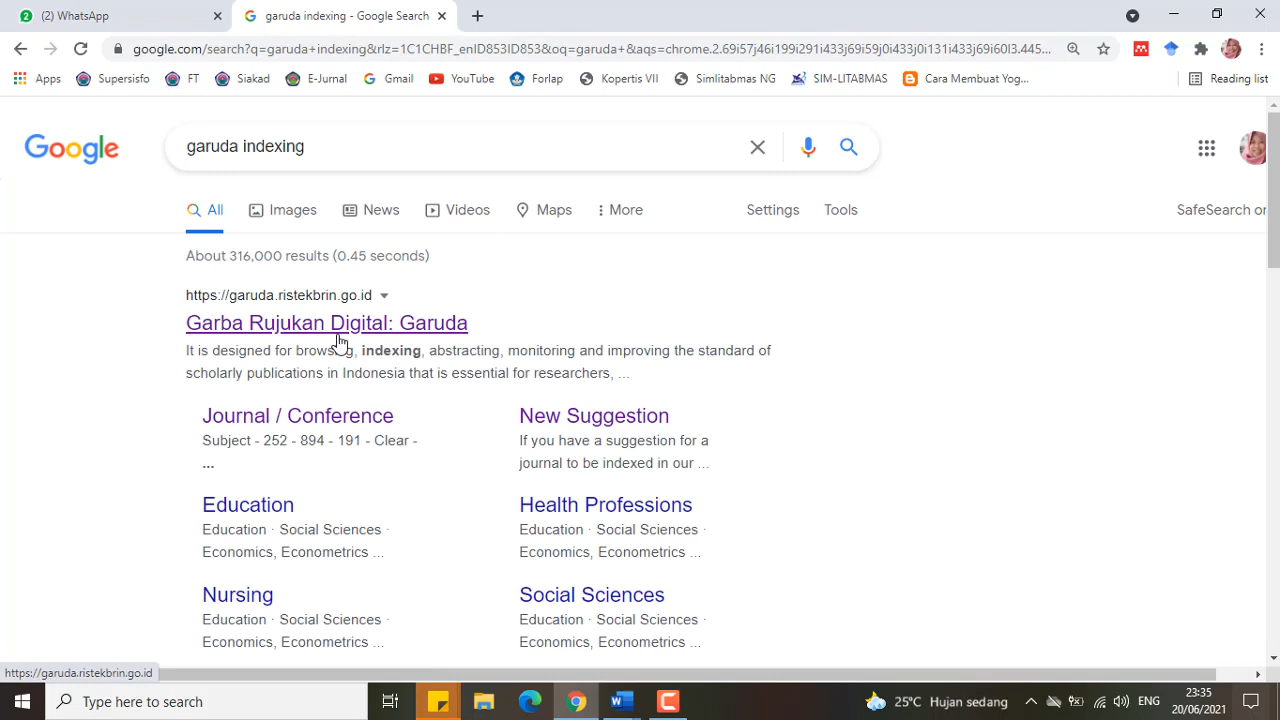 2
(2) WhatsApp
garuda indexing - Google Search
google.com/search?q=garuda+indexing&rlz=1C1CHBF_enID853ID853&oq=garuda+&aqs=chrome.2.69i57j46i199i291i433j69i59j0i433j0i131i433j69i60l3.445...
Apps
Supersisfo
FT
Siakad
E-Jurnal
Gmail
YouTube
Forlap
Kopertis VII
Simlitabmas NG
SIM-LITABMAS
Cara Membuat Yog...
Reading list
Google
garuda indexing
All
Images
News
Videos
Maps
More
Settings
Tools
SafeSearch on
About 316,000 results (0.45 seconds)
https://garuda.ristekbrin.go.id
Garba Rujukan Digital: Garuda
It is designed for browsing, indexing, abstracting, monitoring and improving the standard of
scholarly publications in Indonesia that is essential for researchers, ...
Journal / Conference
Subject - 252 - 894 - 191 - Clear -
...
New Suggestion
If you have a suggestion for a
journal to be indexed in our ...
Education
Education · Social Sciences ·
Economics, Econometrics ...
Health Professions
Education · Social Sciences ·
Economics, Econometrics ...
Nursing
Education · Social Sciences ·
Economics, Econometrics ...
Social Sciences
Education · Social Sciences ·
Economics, Econometrics ...
https://garuda.ristekbrin.go.id
Type here to search
25°C Hujan sedang
ENG
23:35
20/06/2021